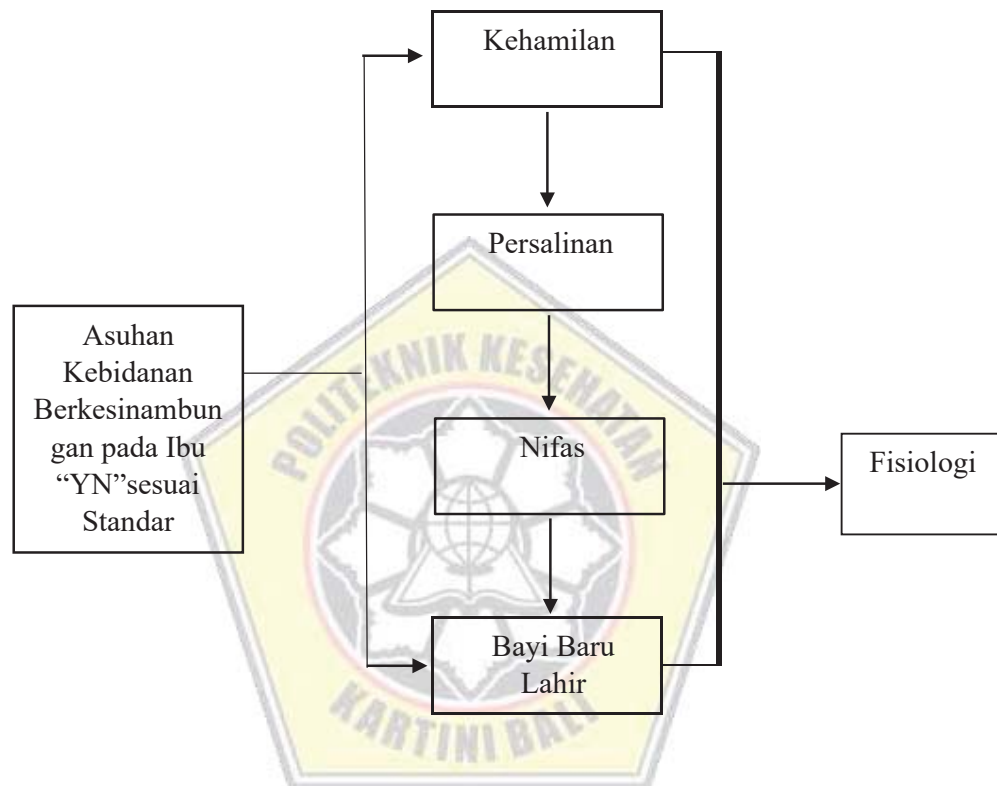 Kehamilan
Persalinan
Asuhan
Kebidanan
Berkesinambun
gan pada Ibu
“YN”sesuai
Standar
POLITEKNIK KESEHATAN
Nifas
Fisiologi
Bayi Baru
Lahir
KARTINI BALI